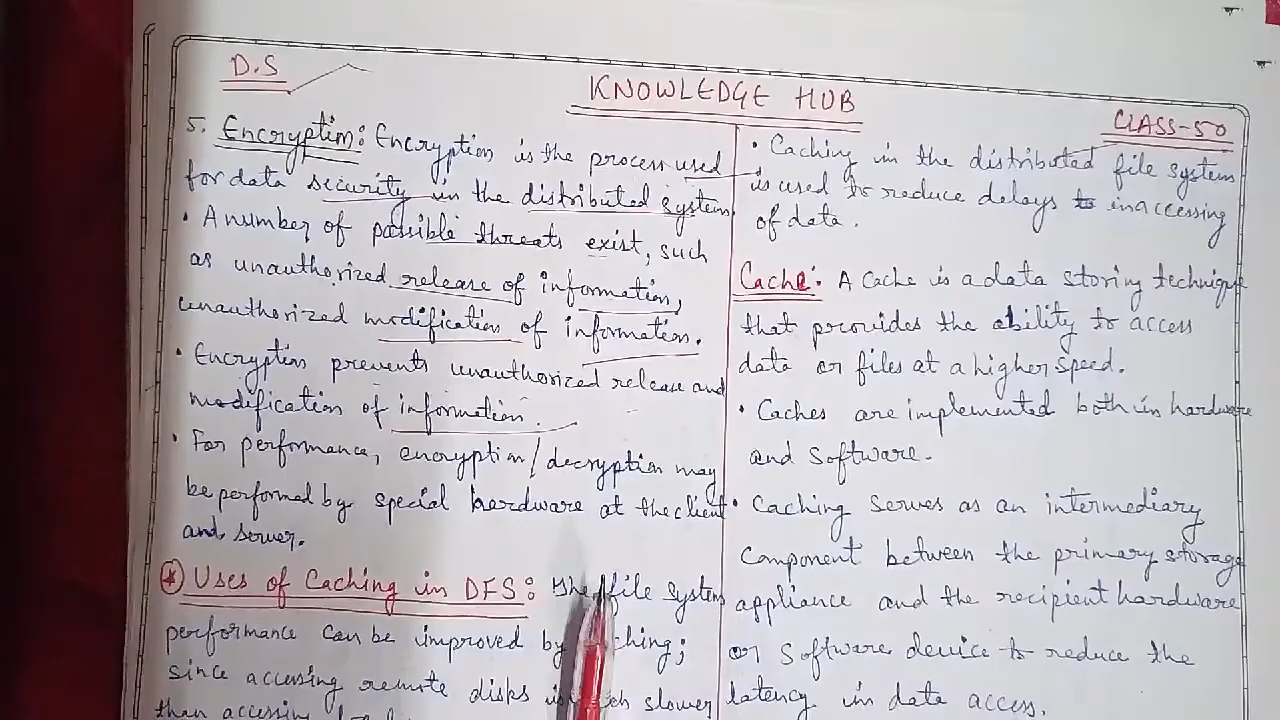 D.S
KNOWLEDGE HUB
CLASS-50
5. Encryption: Encryption is the process used
for data security in the distributed system
• A number of possible threats exist, such
as unauthorized release of information,
unauthorized modification of information.
• Encryption prevents unauthorized release and
modification of information.
• For performance, encryption/decryption may
be performed by special hardware at the client
and server.
* Uses of Caching in DFS: the file system
performance can be improved by
since accessing remote disks is slower
than accessing
• Caching in the distributed file system
is used to reduce delays in accessing
of data.
Cache: A Cache is a data storing technique
that provides the ability to access
data or files at a higher speed.
• Caches are implemented both in hardware
and software.
• Caching serves as an intermediary
component between the primary storage
appliance and the recipient hardware
or software device to reduce the
latency in data access.